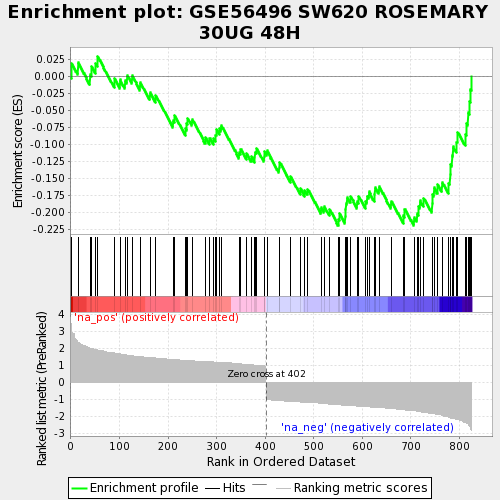 Enrichment plot: GSE56496 SW620 ROSEMARY
30UG 48H
Enrichment score (ES)
0.025
0.000
-0.025
-0.050
-0.075
-0.100
-0.125
-0.150
-0.175
-0.200
-0.225
'na_pos' (positively correlated)
Ranked list metric (PreRanked)
4
3
2
1
0
-1
-2
-3
Zero cross at 402
'na_neg' (negatively correlated)
0 100 200 300 400 500 600 700 800
Rank in Ordered Dataset
Enrichment profile Hits Ranking metric scores